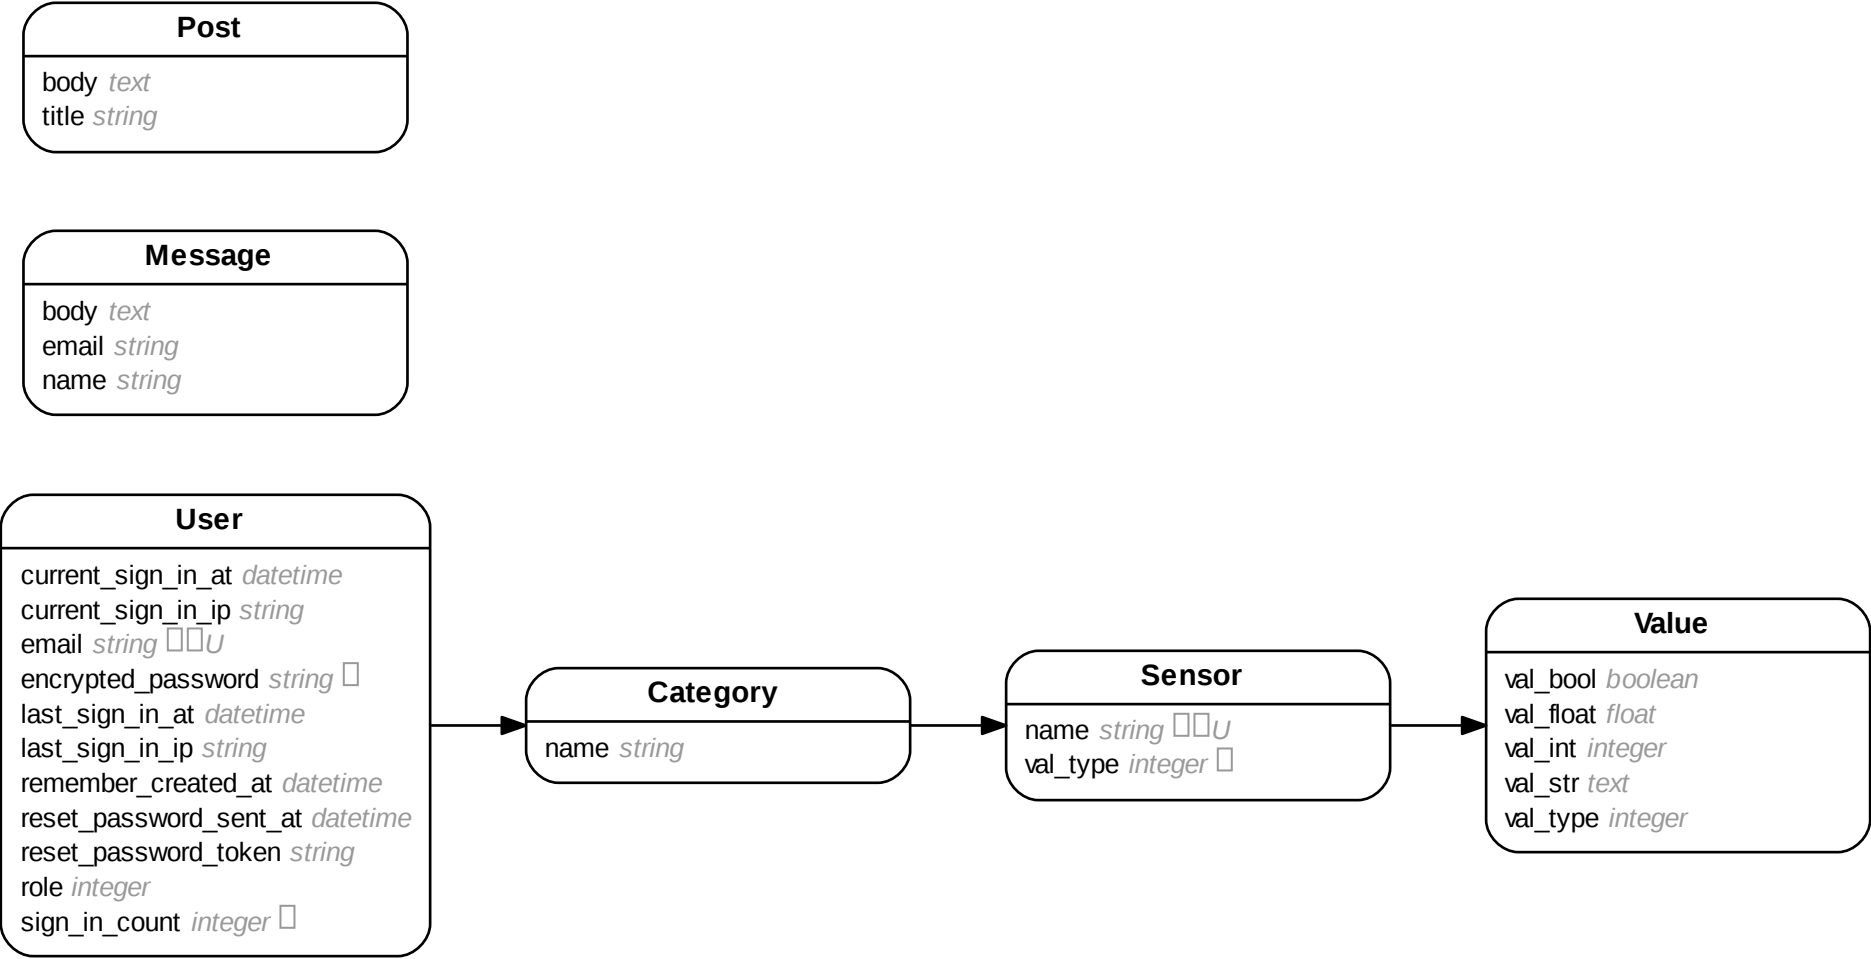 Post
body text
title string
Message
body text
email string
name string
User
current_sign_in_at datetime
current_sign_in_ip string
email string U
encrypted_password string
last_sign_in_at datetime
last_sign_in_ip string
remember_created_at datetime
reset_password_sent_at datetime
reset_password_token string
role integer
sign_in_count integer
Category
name string
Sensor
name string U
val_type integer
Value
val_bool boolean
val_float float
val_int integer
val_str text
val_type integer